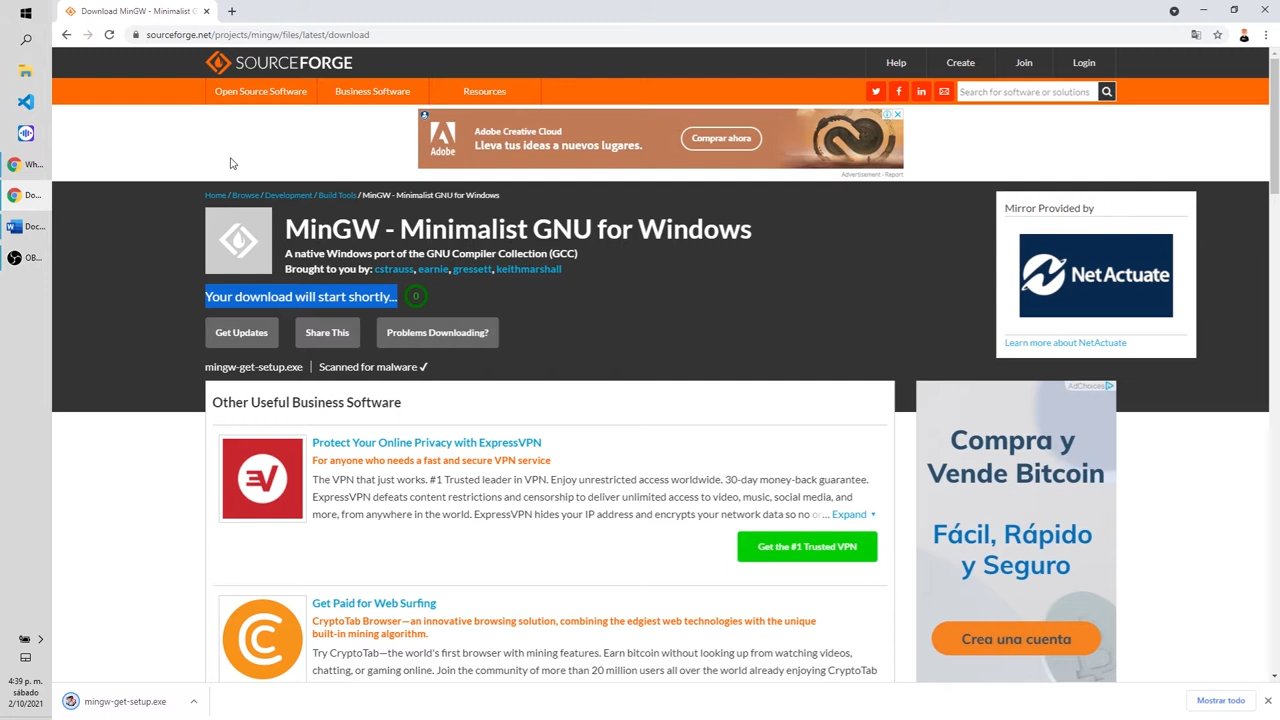 Download MinGW - Minimalist G
sourceforge.net/projects/mingw/files/latest/download
SOURCEFORGE
Help
Create
Join
Login
Open Source Software
Business Software
Resources
Search for software or solutions
Adobe
Adobe Creative Cloud
Lleva tus ideas a nuevos lugares.
Comprar ahora
Advertisement - Report
Wh...
Do...
Doc...
OB...
Home / Browse / Development / Build Tools / MinGW - Minimalist GNU for Windows
MinGW - Minimalist GNU for Windows
A native Windows port of the GNU Compiler Collection (GCC)
Brought to you by: cstrauss, earnie, gressett, keithmarshall
Your download will start shortly... 0
Get Updates
Share This
Problems Downloading?
mingw-get-setup.exe | Scanned for malware ✓
Mirror Provided by
NetActuate
Learn more about NetActuate
Other Useful Business Software
Protect Your Online Privacy with ExpressVPN
For anyone who needs a fast and secure VPN service
The VPN that just works. #1 Trusted leader in VPN. Enjoy unrestricted access worldwide. 30-day money-back guarantee.
ExpressVPN defeats content restrictions and censorship to deliver unlimited access to video, music, social media, and
more, from anywhere in the world. ExpressVPN hides your IP address and encrypts your network data so no or... Expand
Get the #1 Trusted VPN
Get Paid for Web Surfing
CryptoTab Browser—an innovative browsing solution, combining the edgiest web technologies with the unique
built-in mining algorithm.
Try CryptoTab—the world's first browser with mining features. Earn bitcoin without looking up from watching videos,
chatting, or gaming online. Join the community of more than 20 million users all over the world already enjoying CryptoTab
AdChoices
Compra y
Vende Bitcoin
Fácil, Rápido
y Seguro
Crea una cuenta
4:39 p. m.
sábado
2/10/2021
mingw-get-setup.exe
Mostrar todo